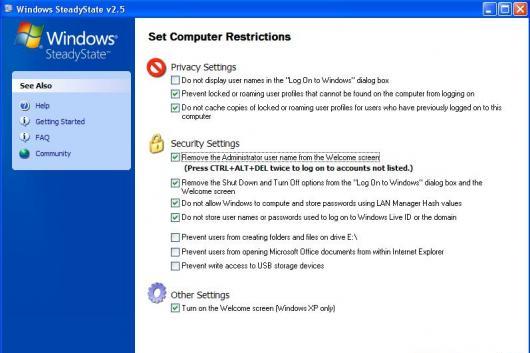 Windows SteadyState v2.5
Windows®
SteadyState™
See Also
Help
Getting Started
FAQ
Community
Set Computer Restrictions
Privacy Settings
Do not display user names in the "Log On to Windows" dialog box
Prevent locked or roaming user profiles that cannot be found on the computer from logging on
Do not cache copies of locked or roaming user profiles for users who have previously logged on to this
computer
Security Settings
Remove the Administrator user name from the Welcome screen
(Press CTRL+ALT+DEL twice to log on to accounts not listed.)
Remove the Shut Down and Turn Off options from the "Log On to Windows" dialog box and the
Welcome screen
Do not allow Windows to compute and store passwords using LAN Manager Hash values
Do not store user names or passwords used to log on to Windows Live ID or the domain
Prevent users from creating folders and files on drive E:\
Prevent users from opening Microsoft Office documents from within Internet Explorer
Prevent write access to USB storage devices
Other Settings
Turn on the Welcome screen (Windows XP only)